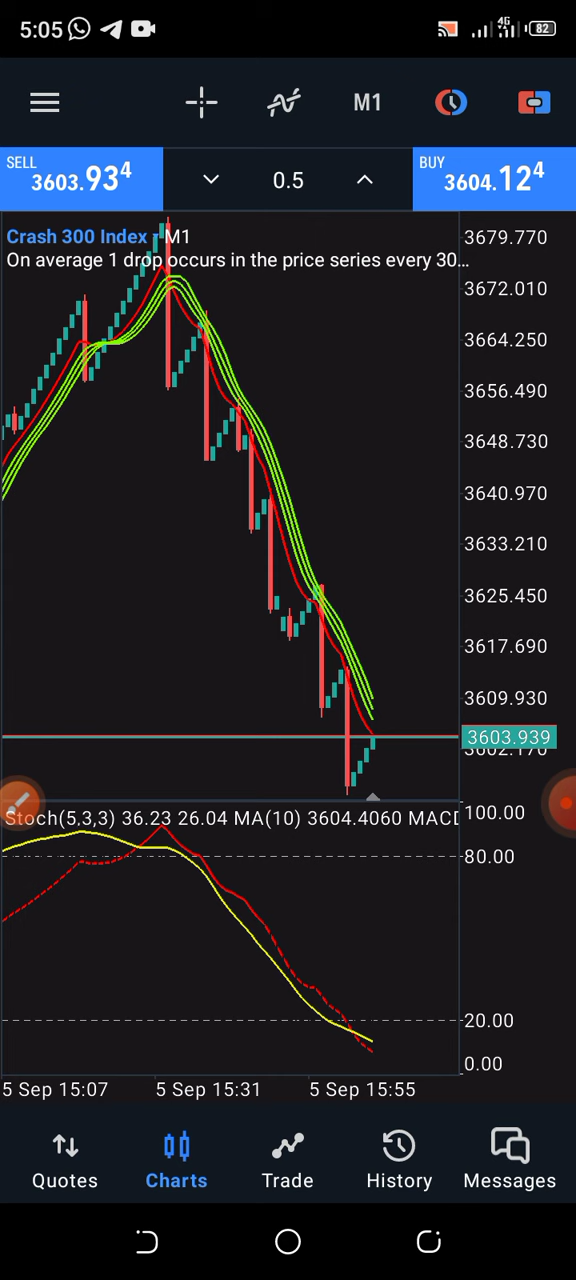 5:05
4G
82
M1
SELL
3603.934
0.5
BUY
3604.124
Crash 300 Index - M1
On average 1 drop occurs in the price series every 30...
3679.770
3672.010
3664.250
3656.490
3648.730
3640.970
3633.210
3625.450
3617.690
3609.930
3603.939
3602.170
Stoch(5,3,3) 36.23 26.04 MA(10) 3604.4060 MACD
100.00
80.00
20.00
0.00
5 Sep 15:07
5 Sep 15:31
5 Sep 15:55
Quotes
Charts
Trade
History
Messages